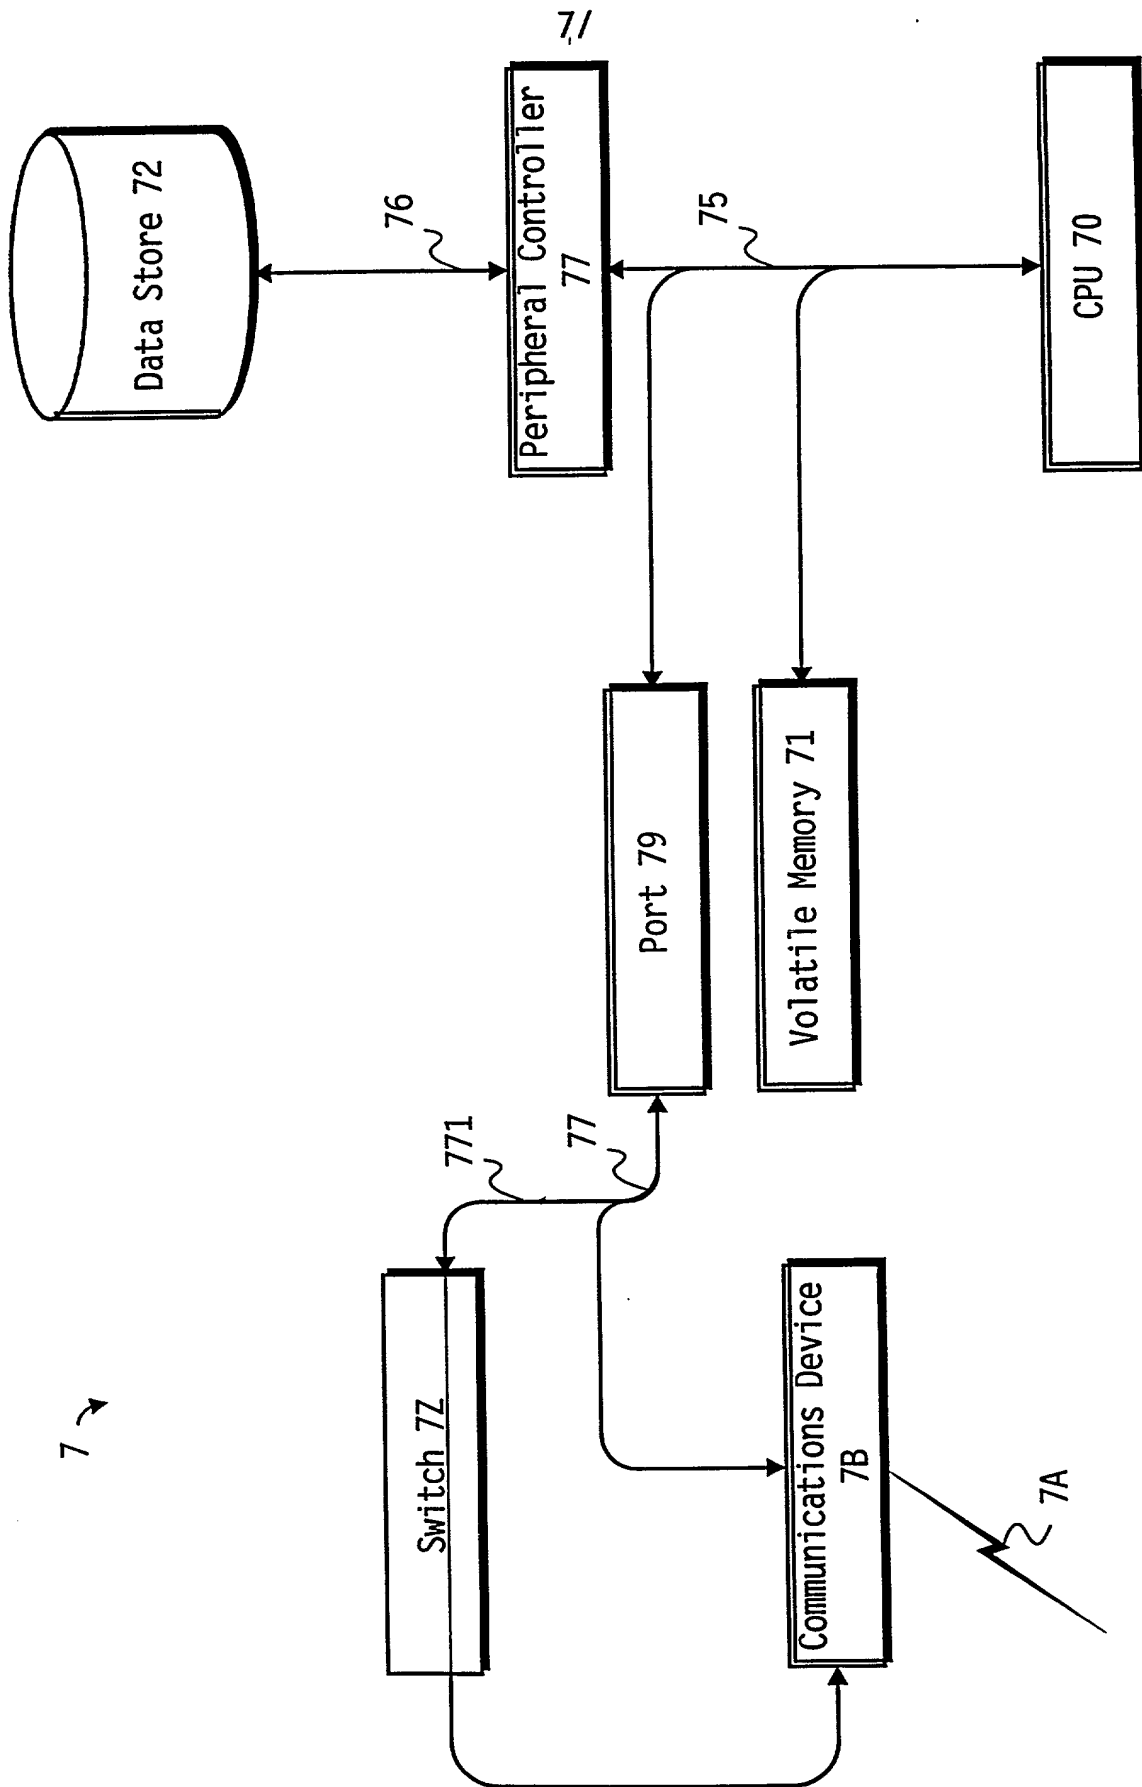 7/
Data Store 72
76
Peripheral Controller
77
75
CPU 70
Port 79
Volatile Memory 71
771
77
Switch 7Z
Communications Device
7B
7A
7